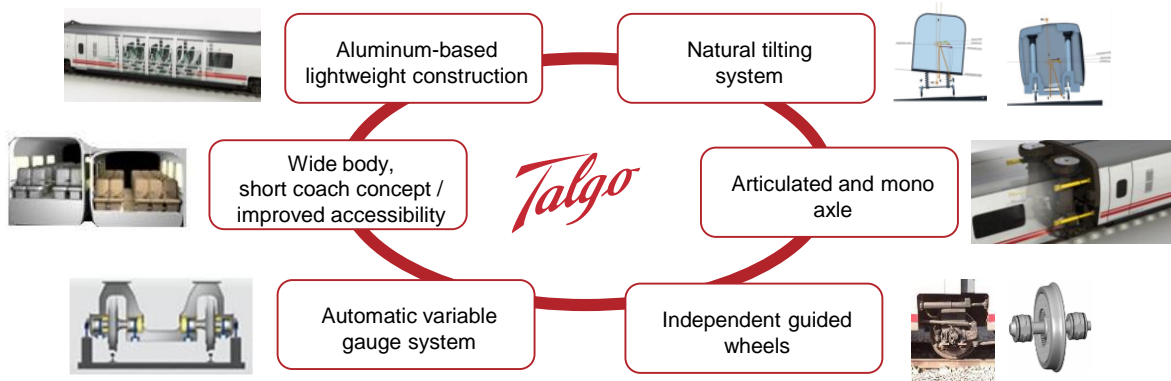 Aluminum-based
lightweight construction
Natural tilting
system
Wide body,
short coach concept /
improved accessibility
Talgo
Articulated and mono
axle
Automatic variable
gauge system
Independent guided
wheels